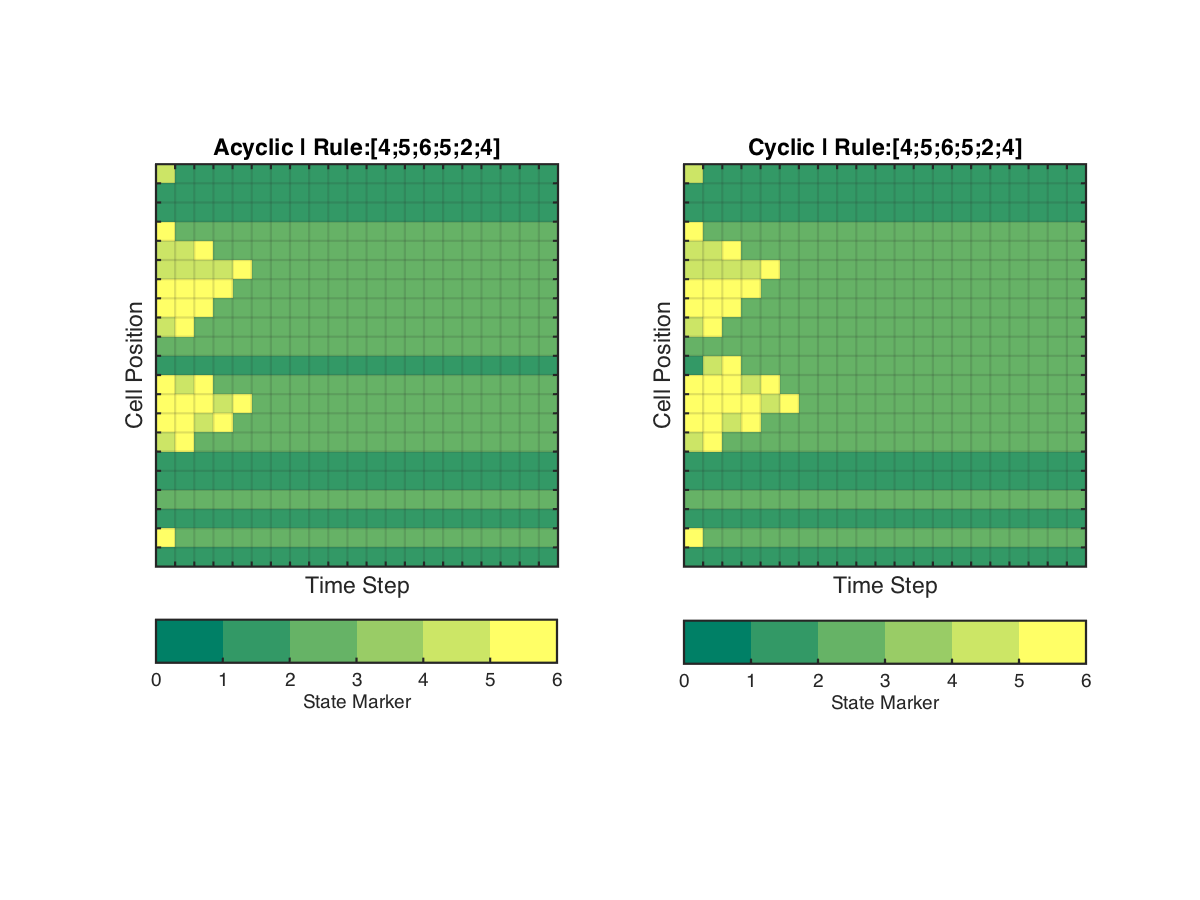 Acyclic | Rule:[4;5;6;5;2;4]
Cell Position
Time Step
0 1 2 3 4 5 6
State Marker
Cyclic | Rule:[4;5;6;5;2;4]
Cell Position
Time Step
0 1 2 3 4 5 6
State Marker